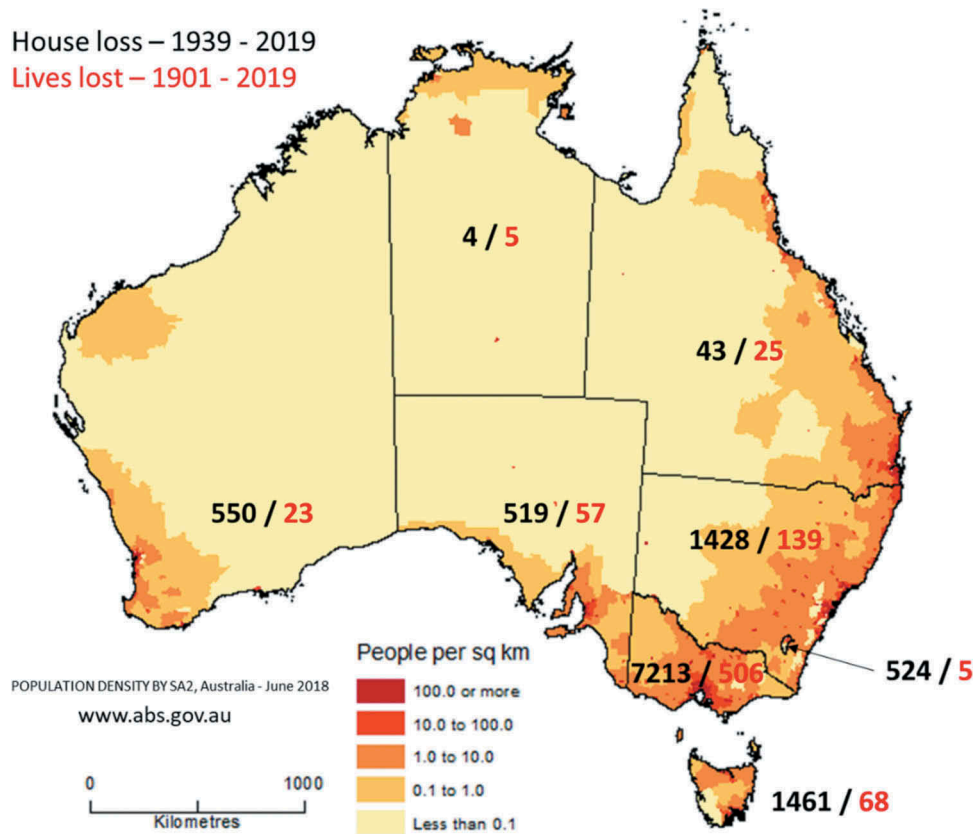 House loss – 1939 - 2019
Lives lost – 1901 - 2019
4 / 5
43 / 25
550 / 23
519 / 57
1428 / 139
7213 / 506
524 / 5
1461 / 68
People per sq km
100.0 or more
10.0 to 100.0
1.0 to 10.0
0.1 to 1.0
Less than 0.1
POPULATION DENSITY BY SA2, Australia - June 2018
www.abs.gov.au
0 1000
Kilometres